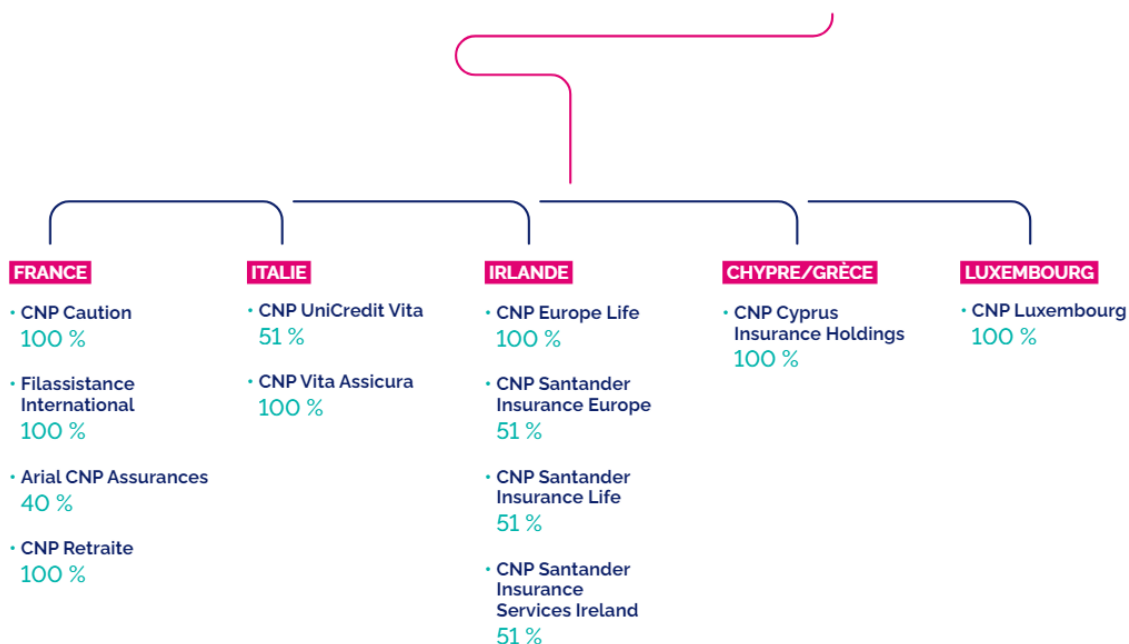 FRANCE
• CNP Caution
100 %
• Filassistance
International
100 %
• Arial CNP Assurances
40 %
• CNP Retraite
100 %
ITALIE
• CNP UniCredit Vita
51 %
• CNP Vita Assicura
100 %
IRLANDE
• CNP Europe Life
100 %
• CNP Santander
Insurance Europe
51 %
• CNP Santander
Insurance Life
51 %
• CNP Santander
Insurance
Services Ireland
51 %
CHYPRE/GRÈCE
• CNP Cyprus
Insurance Holdings
100 %
LUXEMBOURG
• CNP Luxembourg
100 %